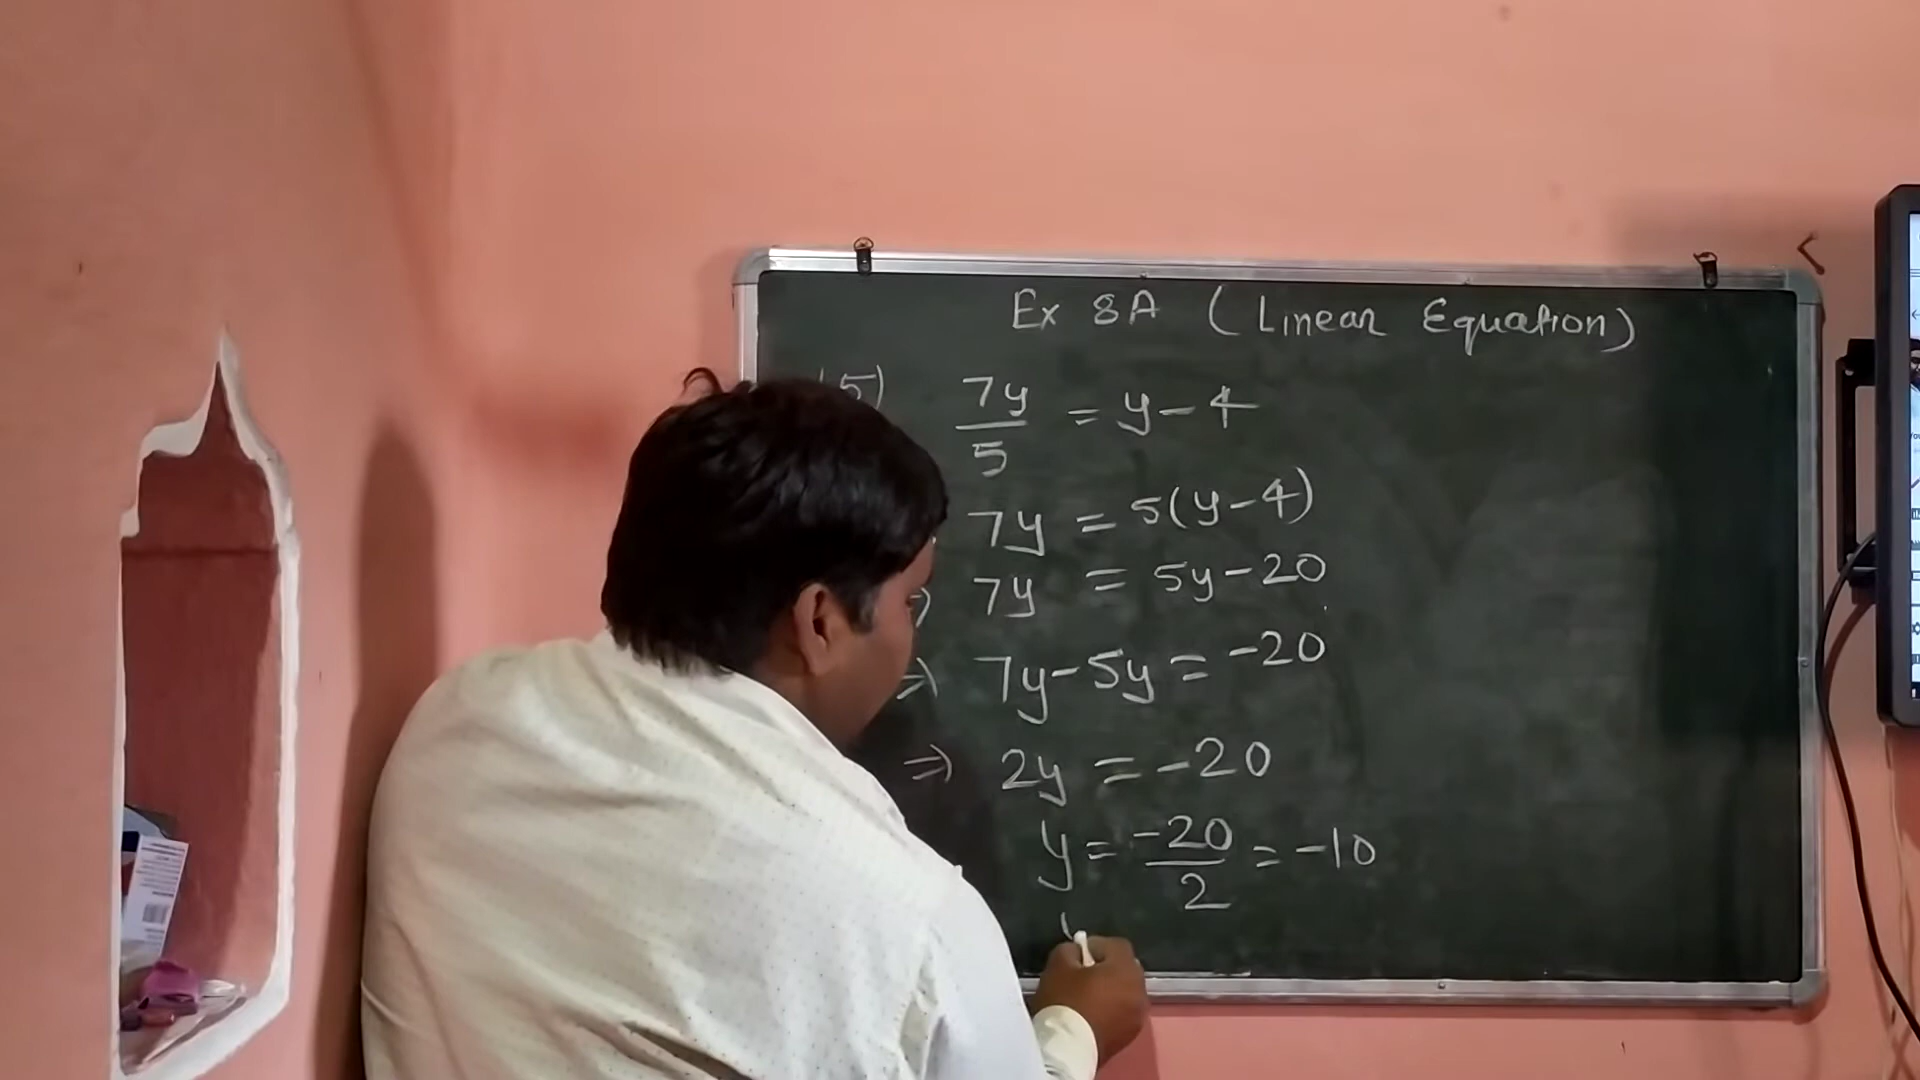 Ex 8A (Linear Equation)
5) 7y/5 = y - 4
7y = 5(y-4)
7y = 5y-20
⇒ 7y-5y = -20
⇒ 2y = -20
y = -20/2 = -10